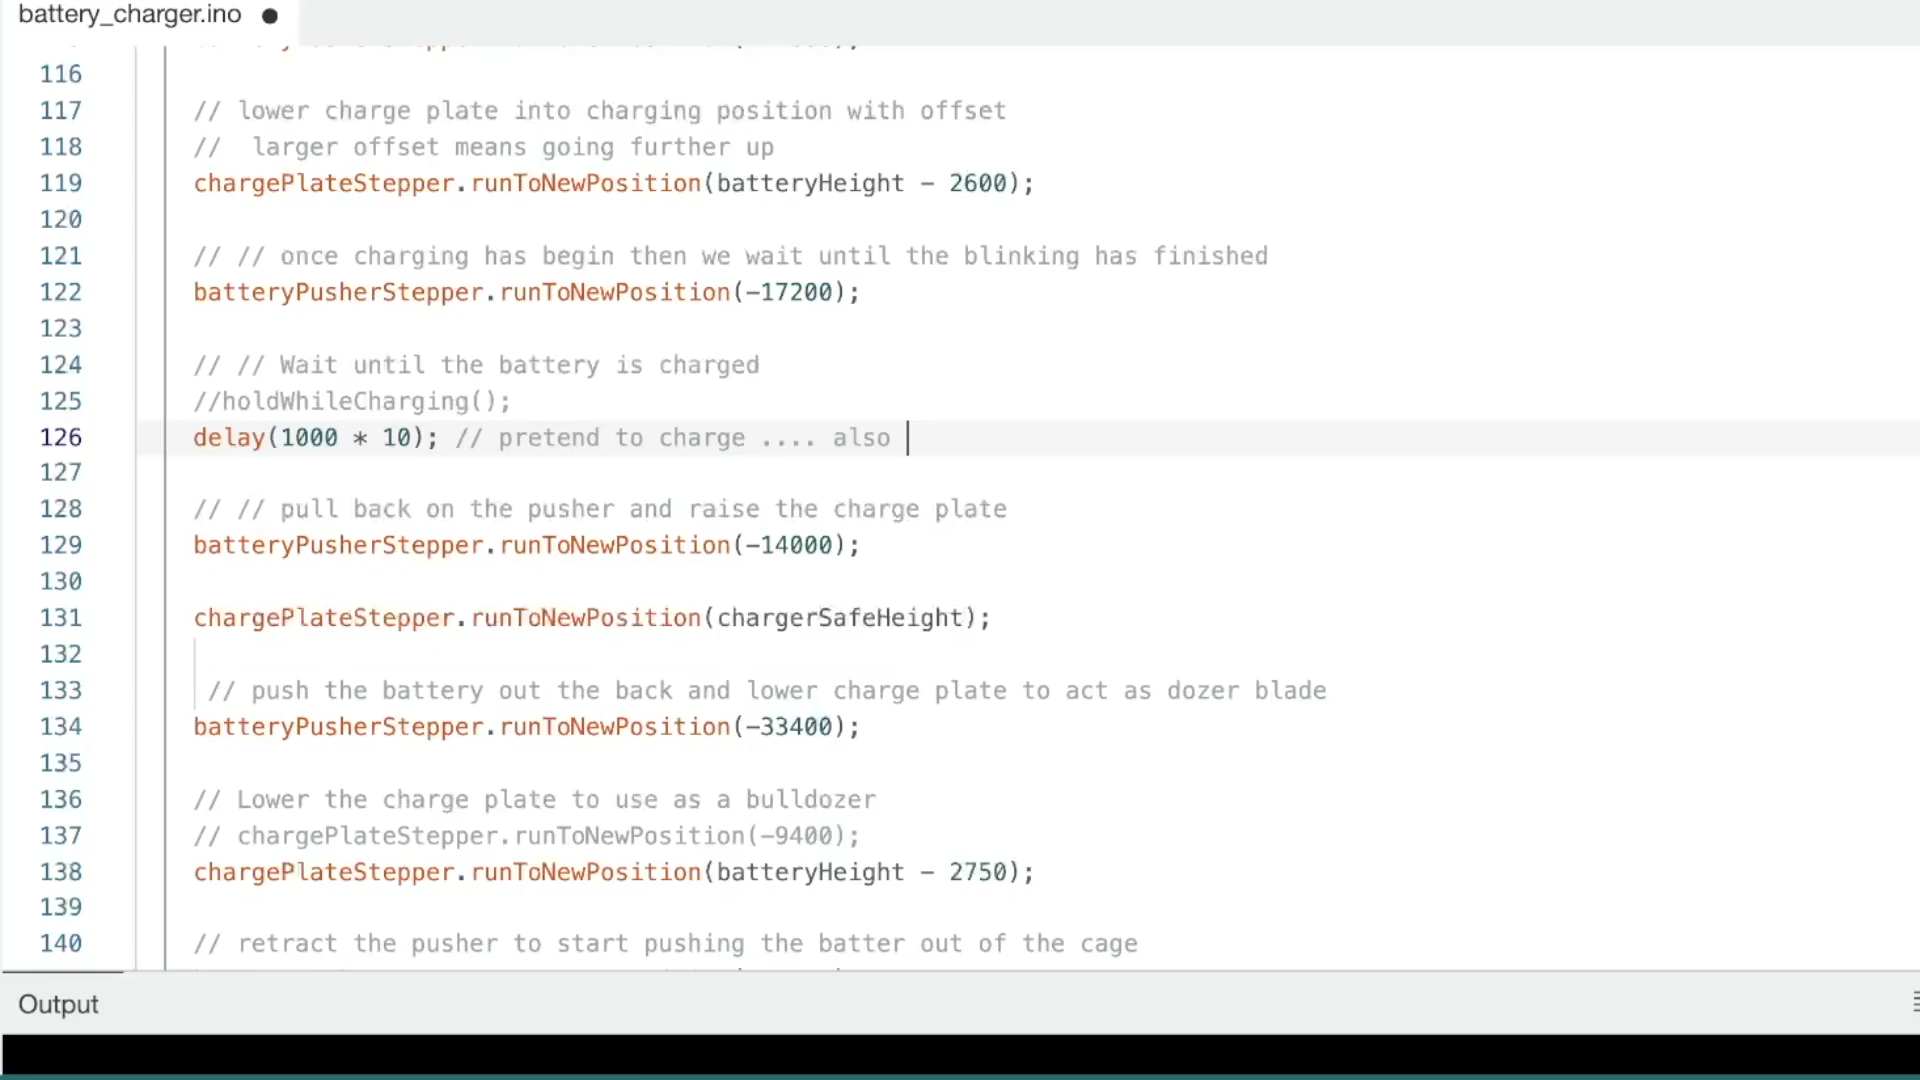 battery_charger.ino ●
116
117 // lower charge plate into charging position with offset
118 //  larger offset means going further up
119 chargePlateStepper.runToNewPosition(batteryHeight - 2600);
120
121 // // once charging has begin then we wait until the blinking has finished
122 batteryPusherStepper.runToNewPosition(-17200);
123
124 // // Wait until the battery is charged
125 //holdWhileCharging();
126 delay(1000 * 10); // pretend to charge .... also
127
128 // // pull back on the pusher and raise the charge plate
129 batteryPusherStepper.runToNewPosition(-14000);
130
131 chargePlateStepper.runToNewPosition(chargerSafeHeight);
132
133 // push the battery out the back and lower charge plate to act as dozer blade
134 batteryPusherStepper.runToNewPosition(-33400);
135
136 // Lower the charge plate to use as a bulldozer
137 // chargePlateStepper.runToNewPosition(-9400);
138 chargePlateStepper.runToNewPosition(batteryHeight - 2750);
139
140 // retract the pusher to start pushing the batter out of the cage
Output